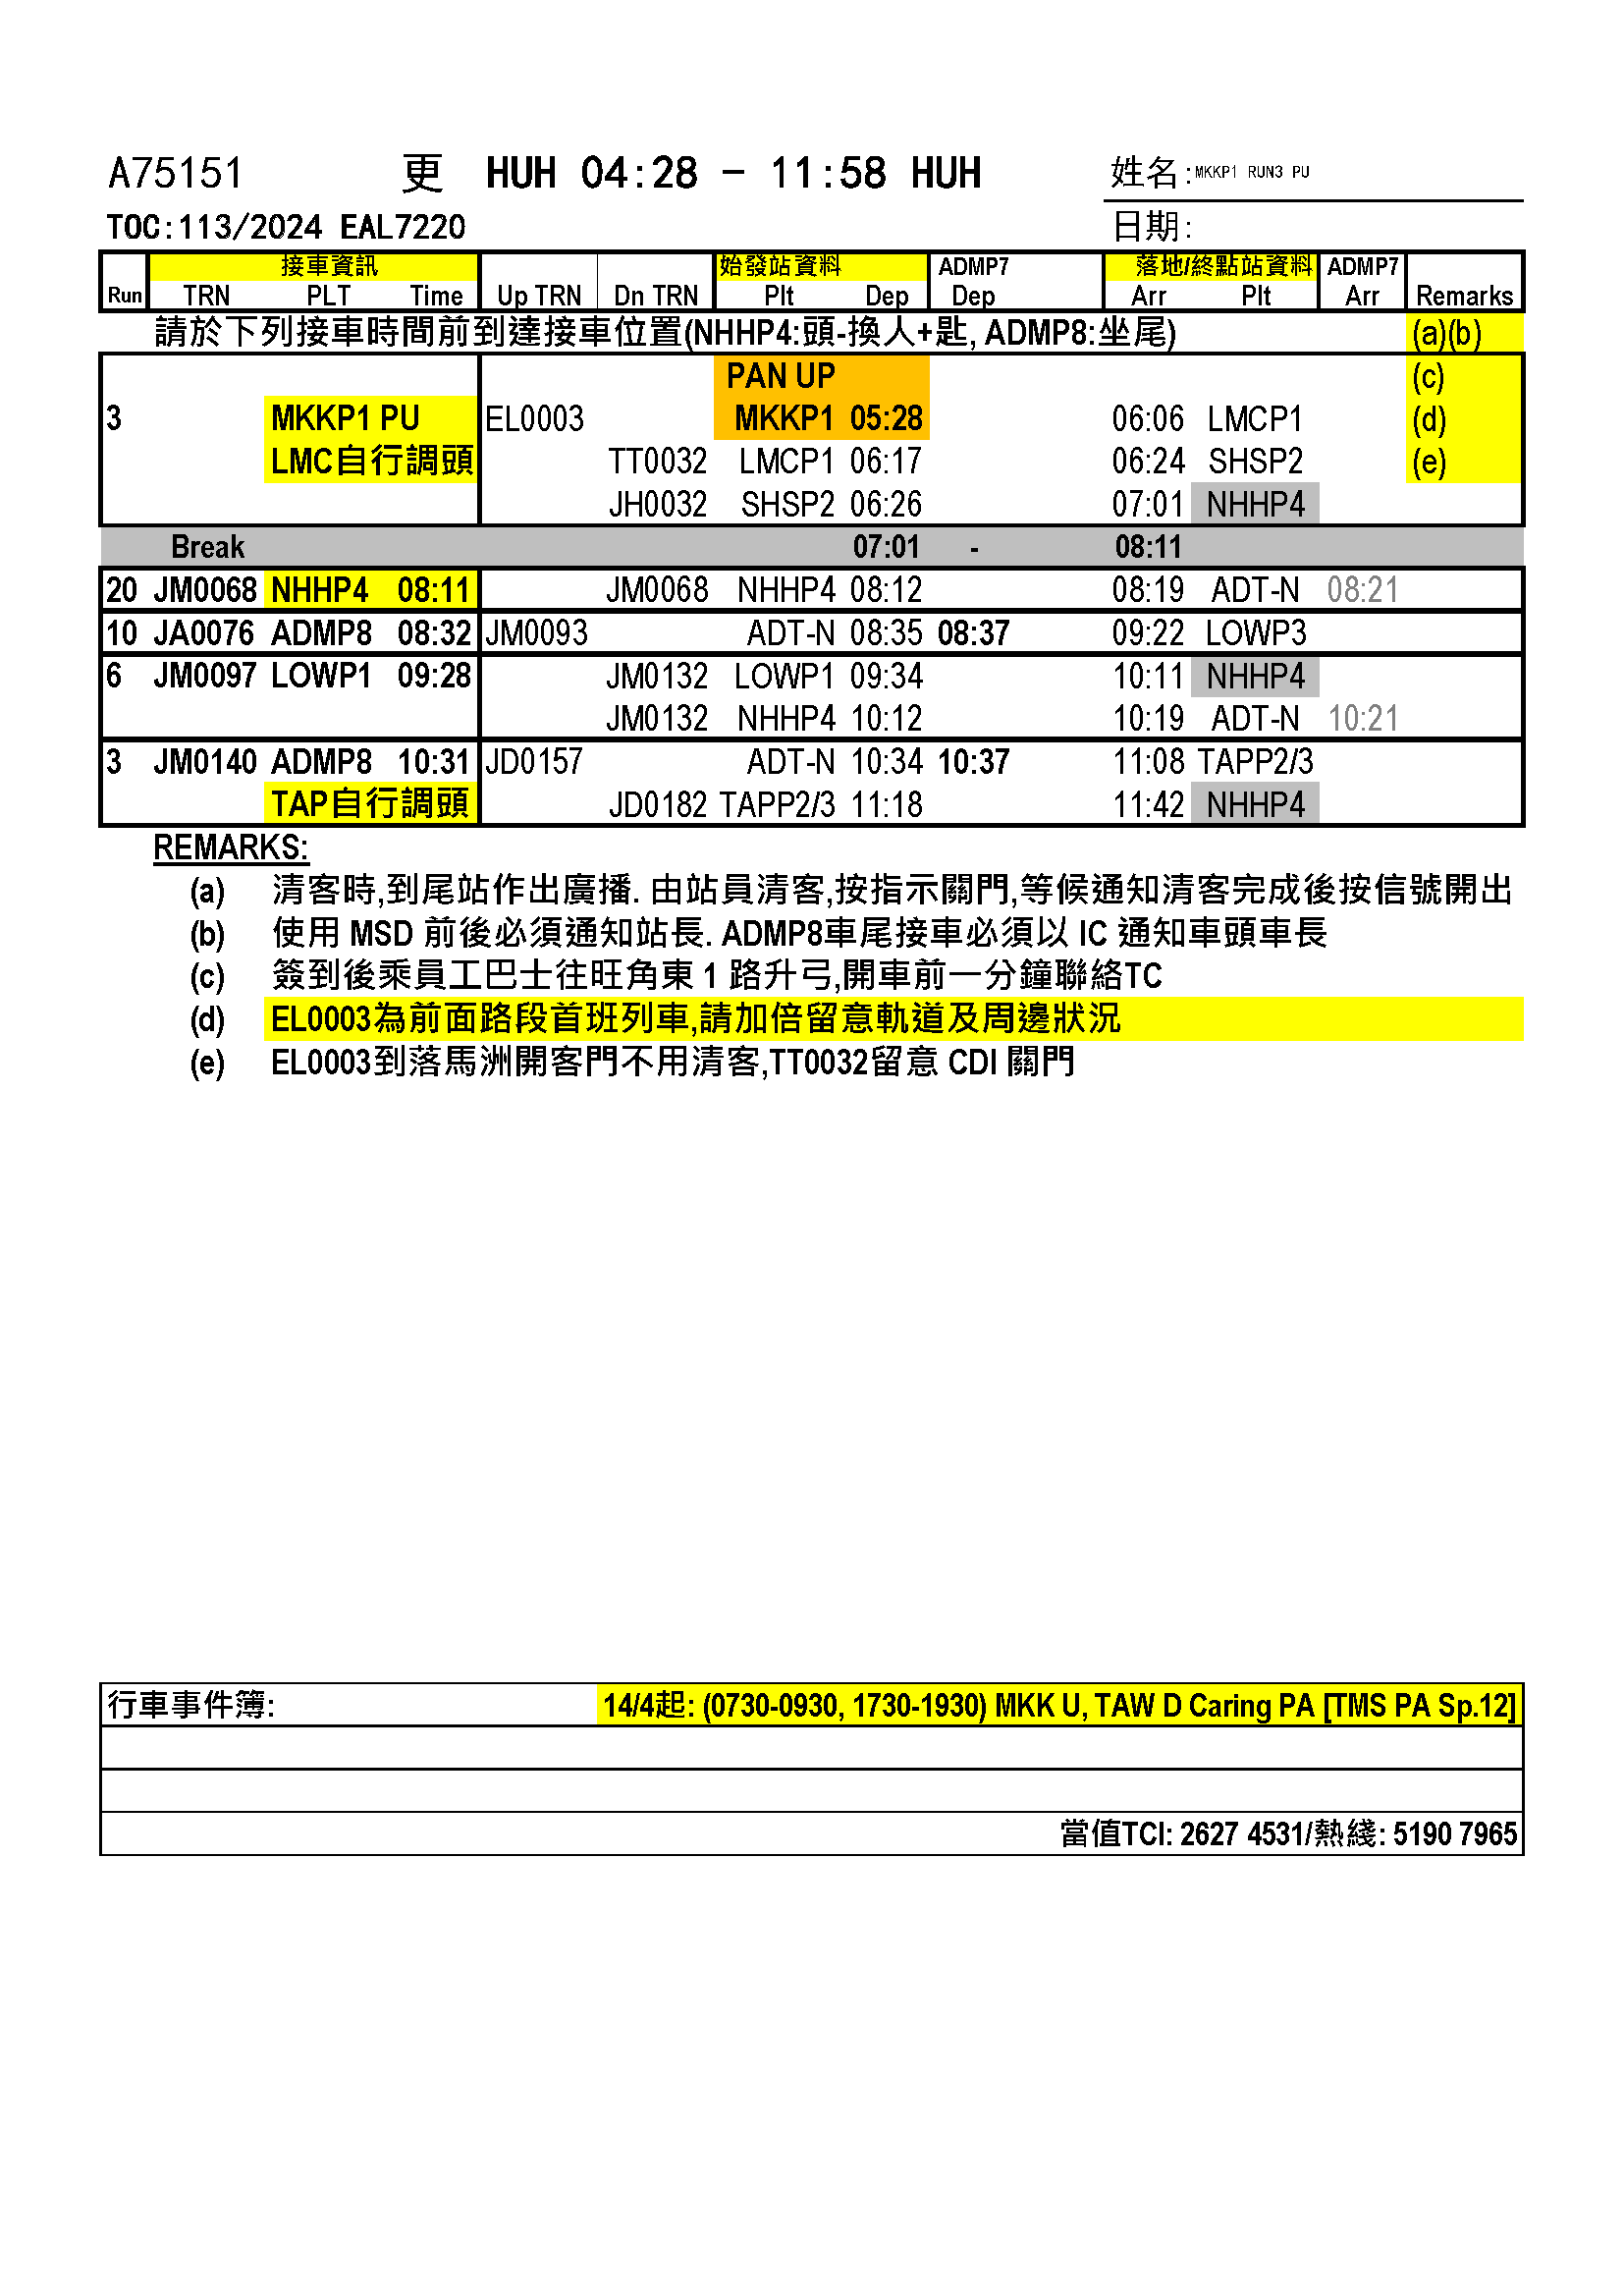 A75151 更 HUH 04:28 - 11:58 HUH 姓名:MKKP1 RUN3 PU
TOC:113/2024 EAL7220 日期:
接車資訊 始發站資料 ADMP7 落地/終點站資料 ADMP7
Run TRN PLT Time Up TRN Dn TRN Plt Dep Dep Arr Plt Arr Remarks
請於下列接車時間前到達接車位置(NHHP4:頭-換人+匙, ADMP8:坐尾) (a)(b)
PAN UP (c)
3 MKKP1 PU EL0003 MKKP1 05:28 06:06 LMCP1 (d)
LMC自行調頭 TT0032 LMCP1 06:17 06:24 SHSP2 (e)
JH0032 SHSP2 06:26 07:01 NHHP4
Break 07:01 - 08:11
20 JM0068 NHHP4 08:11 JM0068 NHHP4 08:12 08:19 ADT-N 08:21
10 JA0076 ADMP8 08:32 JM0093 ADT-N 08:35 08:37 09:22 LOWP3
6 JM0097 LOWP1 09:28 JM0132 LOWP1 09:34 10:11 NHHP4
JM0132 NHHP4 10:12 10:19 ADT-N 10:21
3 JM0140 ADMP8 10:31 JD0157 ADT-N 10:34 10:37 11:08 TAPP2/3
TAP自行調頭 JD0182 TAPP2/3 11:18 11:42 NHHP4
REMARKS:
(a) 清客時,到尾站作出廣播. 由站員清客,按指示關門,等候通知清客完成後按信號開出
(b) 使用 MSD 前後必須通知站長. ADMP8車尾接車必須以 IC 通知車頭車長
(c) 簽到後乘員工巴士往旺角東 1 路升弓,開車前一分鐘聯絡TC
(d) EL0003為前面路段首班列車,請加倍留意軌道及周邊狀況
(e) EL0003到落馬洲開客門不用清客,TT0032留意 CDI 關門
行車事件簿: 14/4起: (0730-0930, 1730-1930) MKK U, TAW D Caring PA [TMS PA Sp.12]
當值TCI: 2627 4531/熱綫: 5190 7965